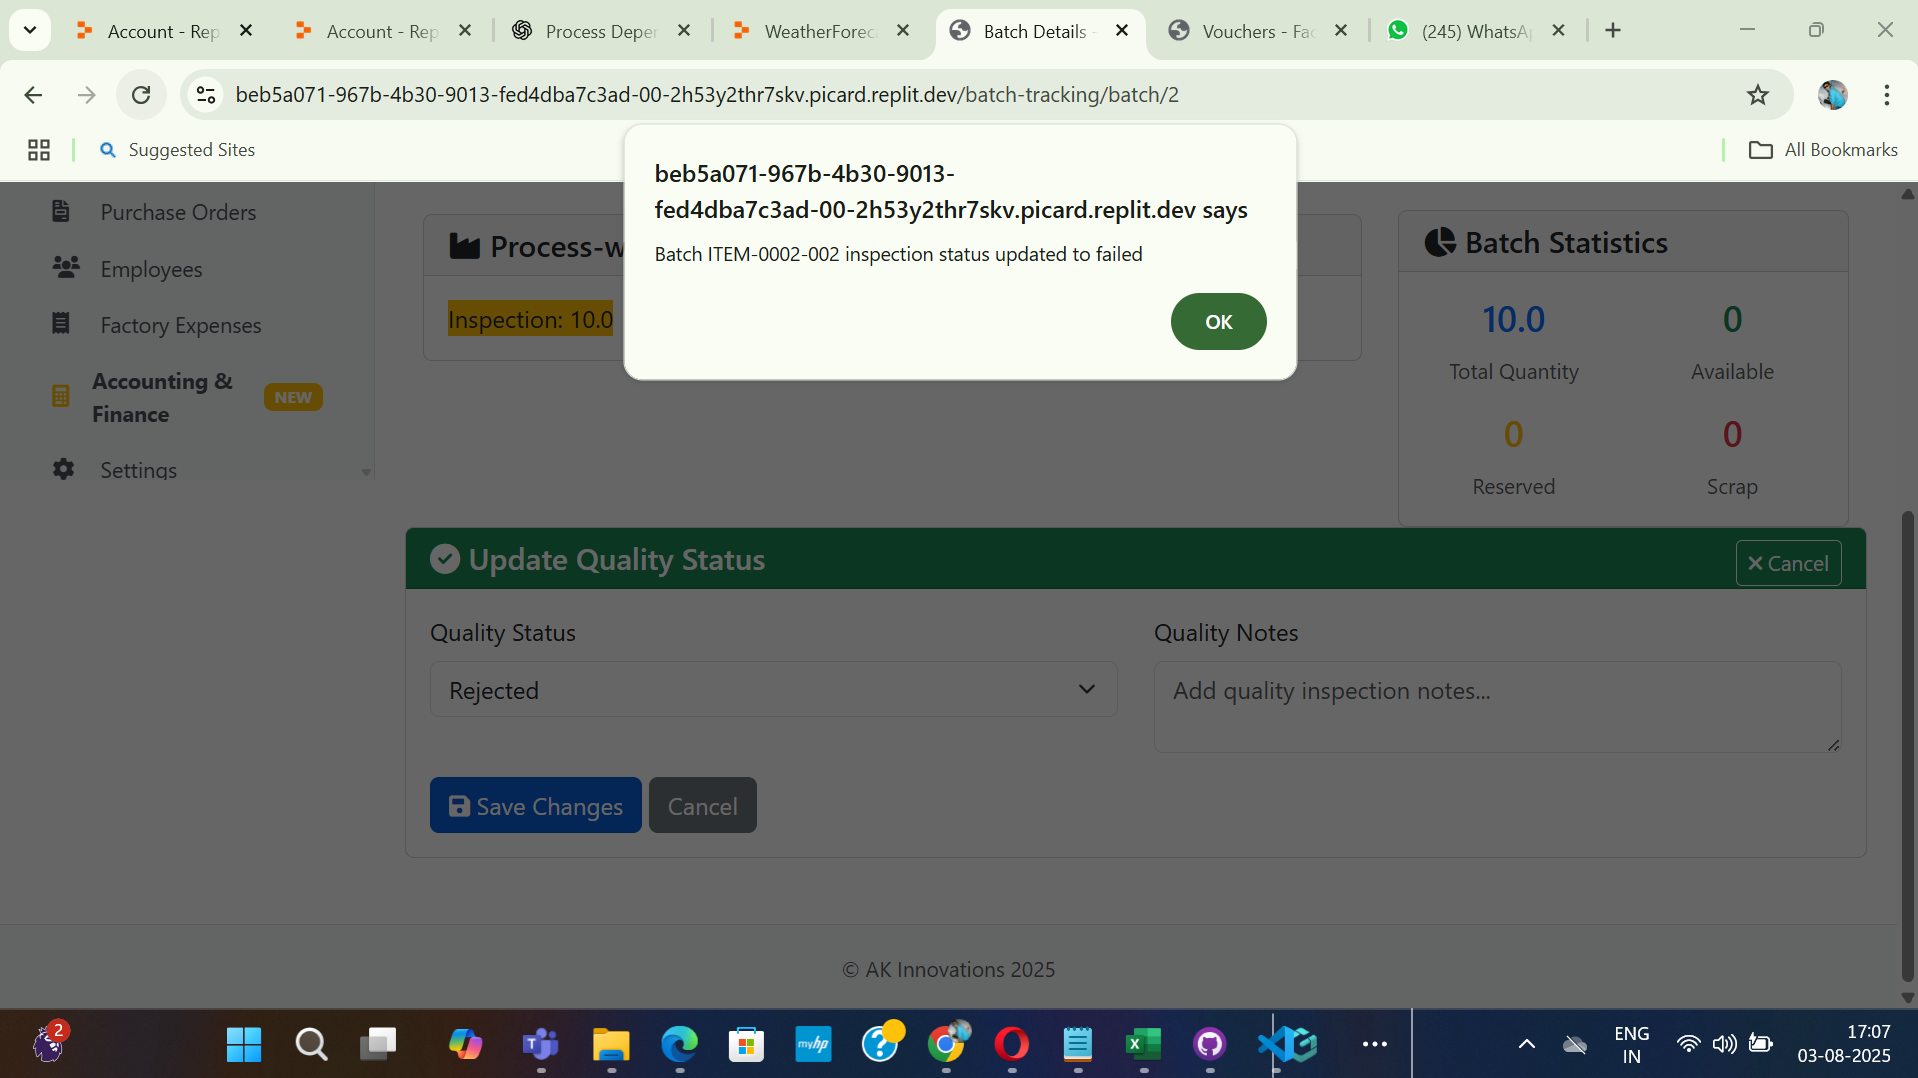 Account - Rep
Account - Rep
Process Deper
WeatherForec
Batch Details -
Vouchers - Fac
(245) WhatsA
beb5a071-967b-4b30-9013-fed4dba7c3ad-00-2h53y2thr7skv.picard.replit.dev/batch-tracking/batch/2
Suggested Sites
All Bookmarks
beb5a071-967b-4b30-9013-
fed4dba7c3ad-00-2h53y2thr7skv.picard.replit.dev says
Batch ITEM-0002-002 inspection status updated to failed
OK
Purchase Orders
Employees
Factory Expenses
Accounting &
Finance
NEW
Settings
Process-w
Inspection: 10.0
Batch Statistics
10.0
0
Total Quantity
Available
0
0
Reserved
Scrap
Update Quality Status
Cancel
Quality Status
Quality Notes
Rejected
Add quality inspection notes...
Save Changes
Cancel
© AK Innovations 2025
2
myhp
ENG
IN
17:07
03-08-2025